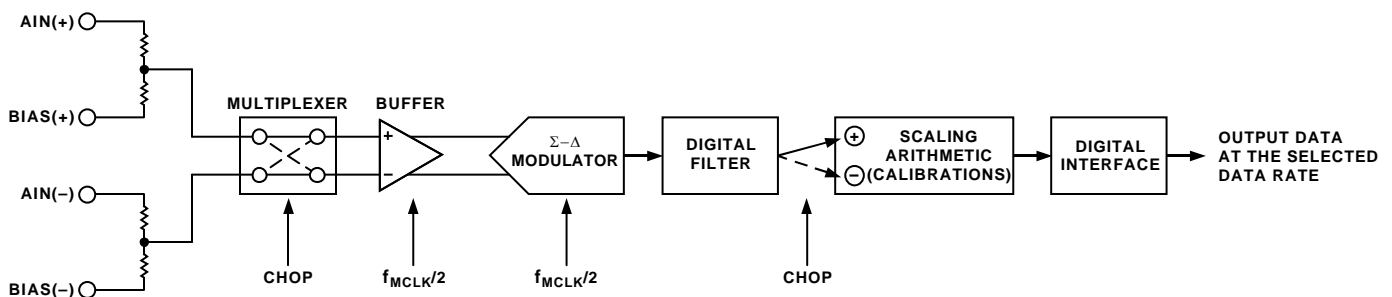 AIN(+)
BIAS(+)
AIN(–)
BIAS(–)
MULTIPLEXER
CHOP
BUFFER
+
–
fMCLK/2
Σ–Δ
MODULATOR
fMCLK/2
DIGITAL
FILTER
CHOP
+
–
SCALING
ARITHMETIC
(CALIBRATIONS)
DIGITAL
INTERFACE
OUTPUT DATA
AT THE SELECTED
DATA RATE